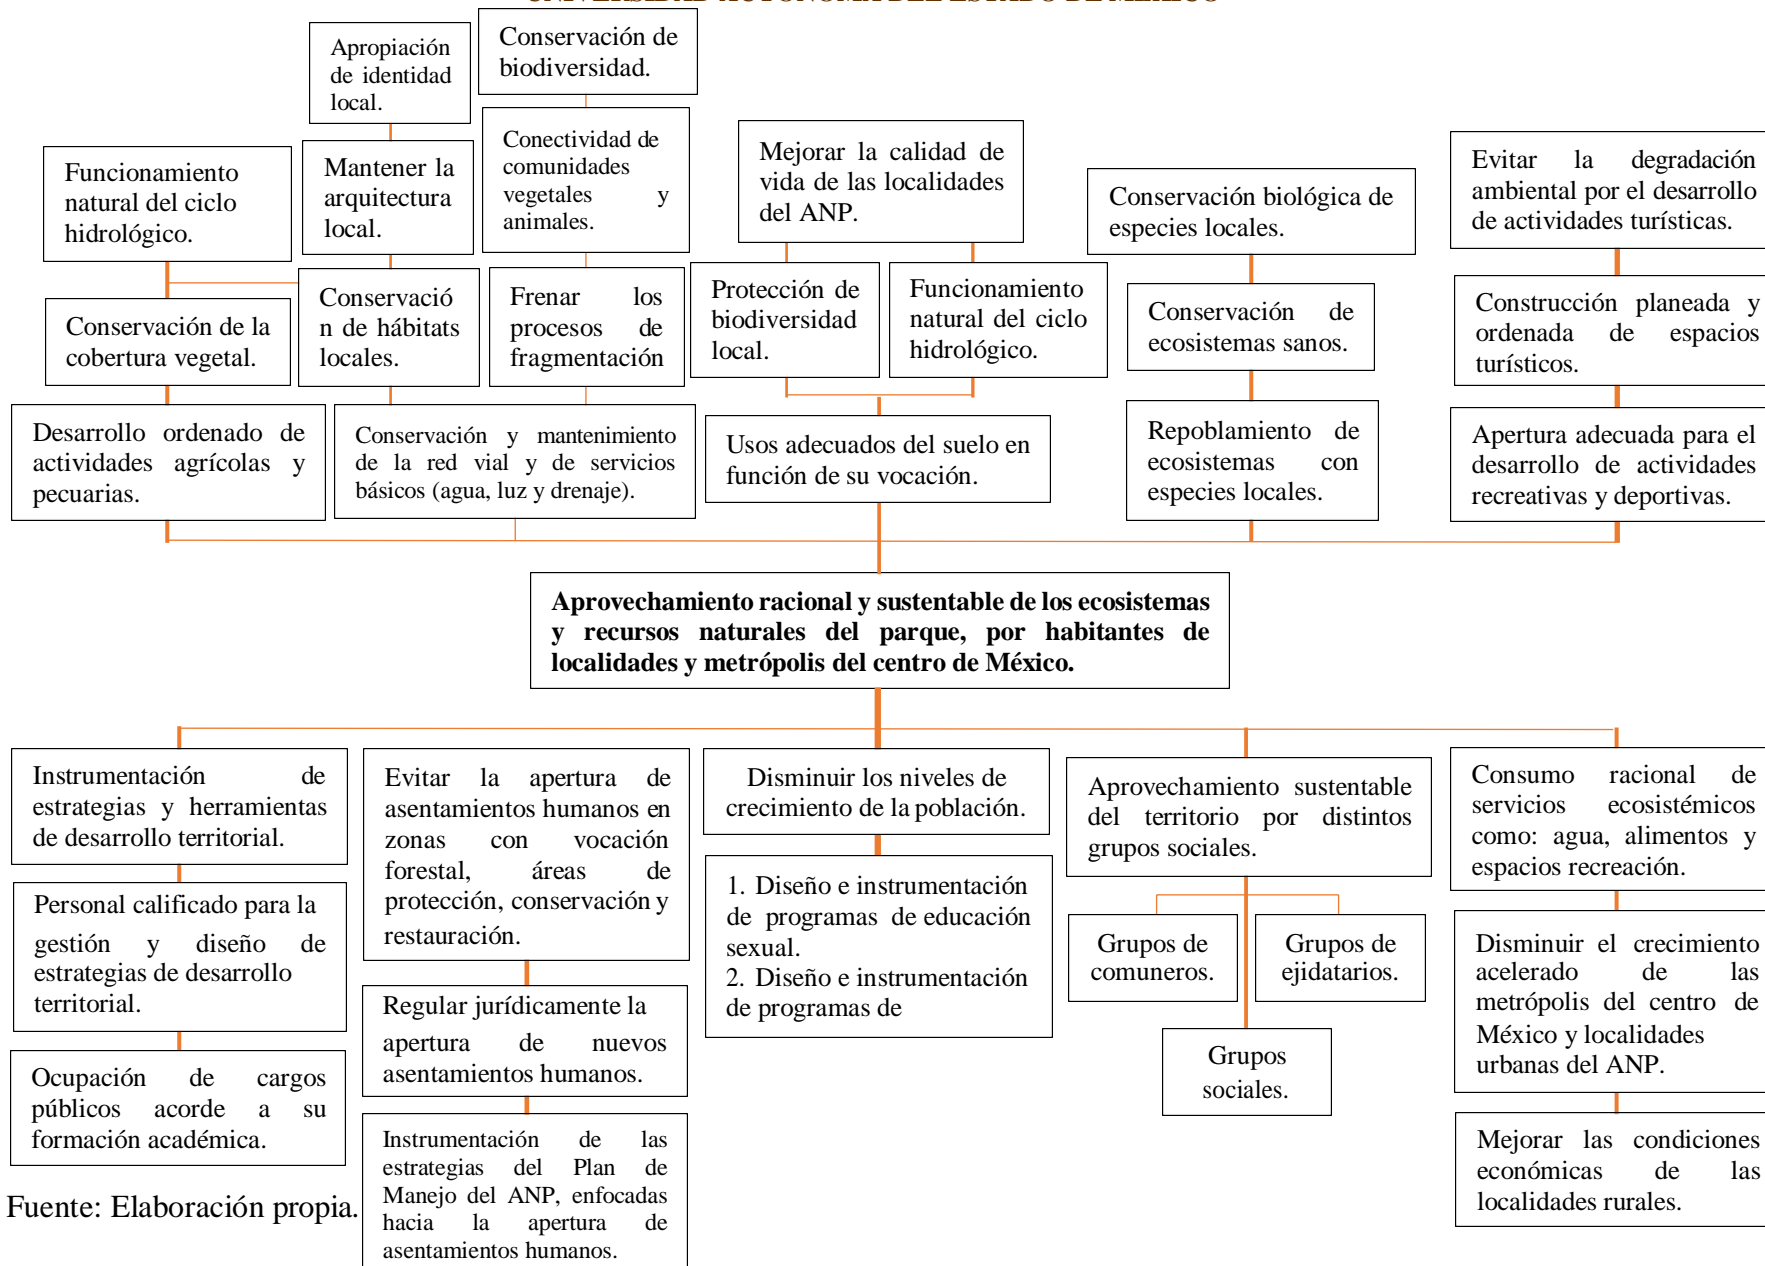 UNIVERSIDAD AUTÓNOMA DEL ESTADO DE MÉXICO
Apropiación
de identidad
local.
Conservación de
biodiversidad.
Funcionamiento
natural del ciclo
hidrológico.
Mantener la
arquitectura
local.
Conectividad de
comunidades
vegetales y
animales.
Mejorar la calidad de
vida de las localidades
del ANP.
Conservación biológica de
especies locales.
Evitar la degradación
ambiental por el desarrollo
de actividades turísticas.
Conservación de la
cobertura vegetal.
Conservació
n de hábitats
locales.
Frenar los
procesos de
fragmentación
Protección de
biodiversidad
local.
Funcionamiento
natural del ciclo
hidrológico.
Conservación de
ecosistemas sanos.
Construcción planeada y
ordenada de espacios
turísticos.
Desarrollo ordenado de
actividades agrícolas y
pecuarias.
Conservación y mantenimiento
de la red vial y de servicios
básicos (agua, luz y drenaje).
Usos adecuados del suelo en
función de su vocación.
Repoblamiento de
ecosistemas con
especies locales.
Apertura adecuada para el
desarrollo de actividades
recreativas y deportivas.
Aprovechamiento racional y sustentable de los ecosistemas
y recursos naturales del parque, por habitantes de
localidades y metrópolis del centro de México.
Instrumentación de
estrategias y herramientas
de desarrollo territorial.
Evitar la apertura de
asentamientos humanos en
zonas con vocación
forestal, áreas de
protección, conservación y
restauración.
Disminuir los niveles de
crecimiento de la población.
Aprovechamiento sustentable
del territorio por distintos
grupos sociales.
Consumo racional de
servicios ecosistémicos
como: agua, alimentos y
espacios recreación.
Personal calificado para la
gestión y diseño de
estrategias de desarrollo
territorial.
Regular jurídicamente la
apertura de nuevos
asentamientos humanos.
1. Diseño e instrumentación
de programas de educación
sexual.
2. Diseño e instrumentación
de programas de
Grupos de
comuneros.
Grupos de
ejidatarios.
Grupos
sociales.
Disminuir el crecimiento
acelerado de las
metrópolis del centro de
México y localidades
urbanas del ANP.
Ocupación de cargos
públicos acorde a su
formación académica.
Instrumentación de las
estrategias del Plan de
Manejo del ANP, enfocadas
hacia la apertura de
asentamientos humanos.
Mejorar las condiciones
económicas de las
localidades rurales.
Fuente: Elaboración propia.